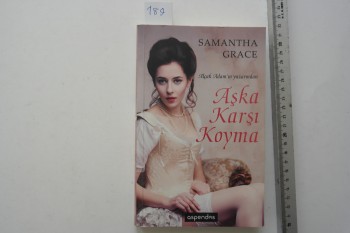 189
SAMANTHA
GRACE
Aşka
Karşı
Koyma
aspendos